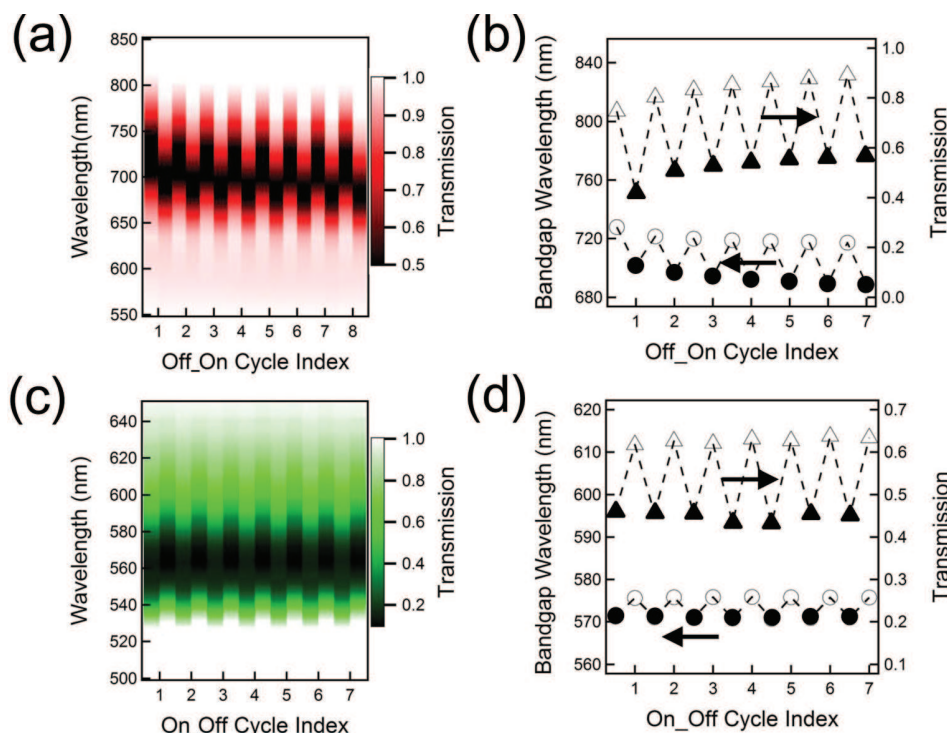 (a)
850
800
750
700
650
600
550
Wavelength(nm)
1 2 3 4 5 6 7 8
Off_On Cycle Index
1.0
0.9
0.8
0.7
0.6
0.5
Transmission
(b)
840
800
760
720
680
Bandgap Wavelength (nm)
1.0
0.8
0.6
0.4
0.2
0.0
Transmission
1 2 3 4 5 6 7
Off_On Cycle Index
(c)
640
620
600
580
560
540
520
500
Wavelength (nm)
1 2 3 4 5 6 7
On_Off Cycle Index
1.0
0.8
0.6
0.4
0.2
Transmission
(d)
620
610
600
590
580
570
560
Bandgap Wavelength (nm)
0.7
0.6
0.5
0.4
0.3
0.2
0.1
Transmission
1 2 3 4 5 6 7
On_Off Cycle Index